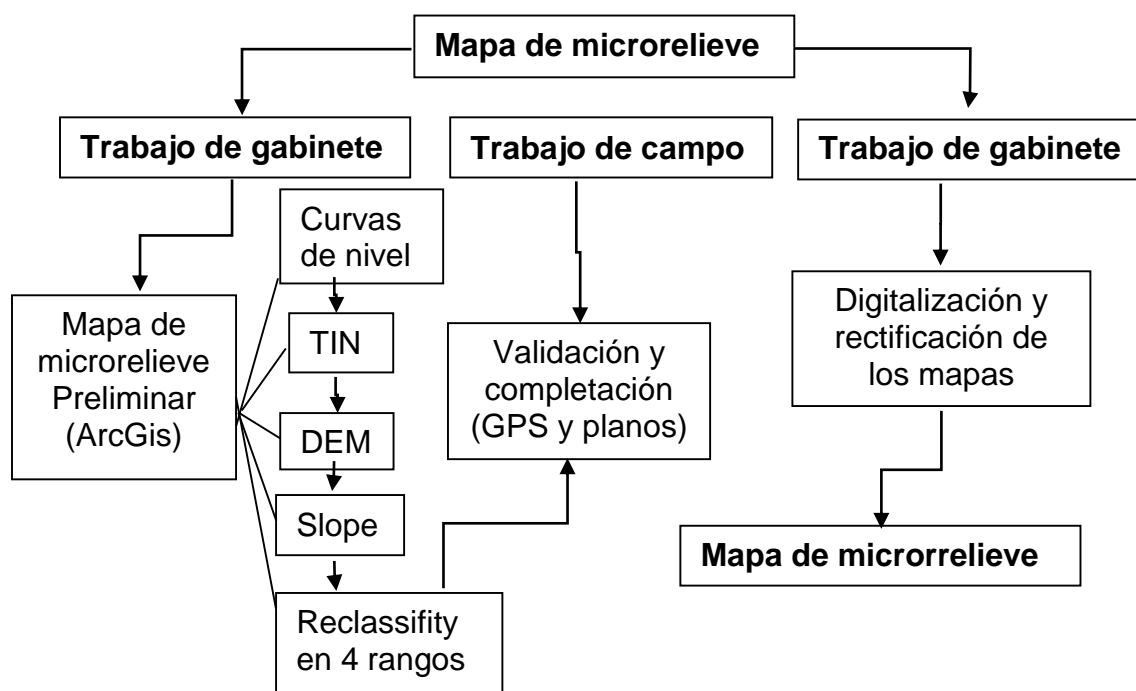 Mapa de microrelieve
Trabajo de gabinete
Trabajo de campo
Trabajo de gabinete
Curvas
de nivel
Mapa de
microrelieve
Preliminar
(ArcGis)
TIN
DEM
Slope
Reclassifity
en 4 rangos
Validación y
completación
(GPS y planos)
Digitalización y
rectificación de
los mapas
Mapa de microrrelieve